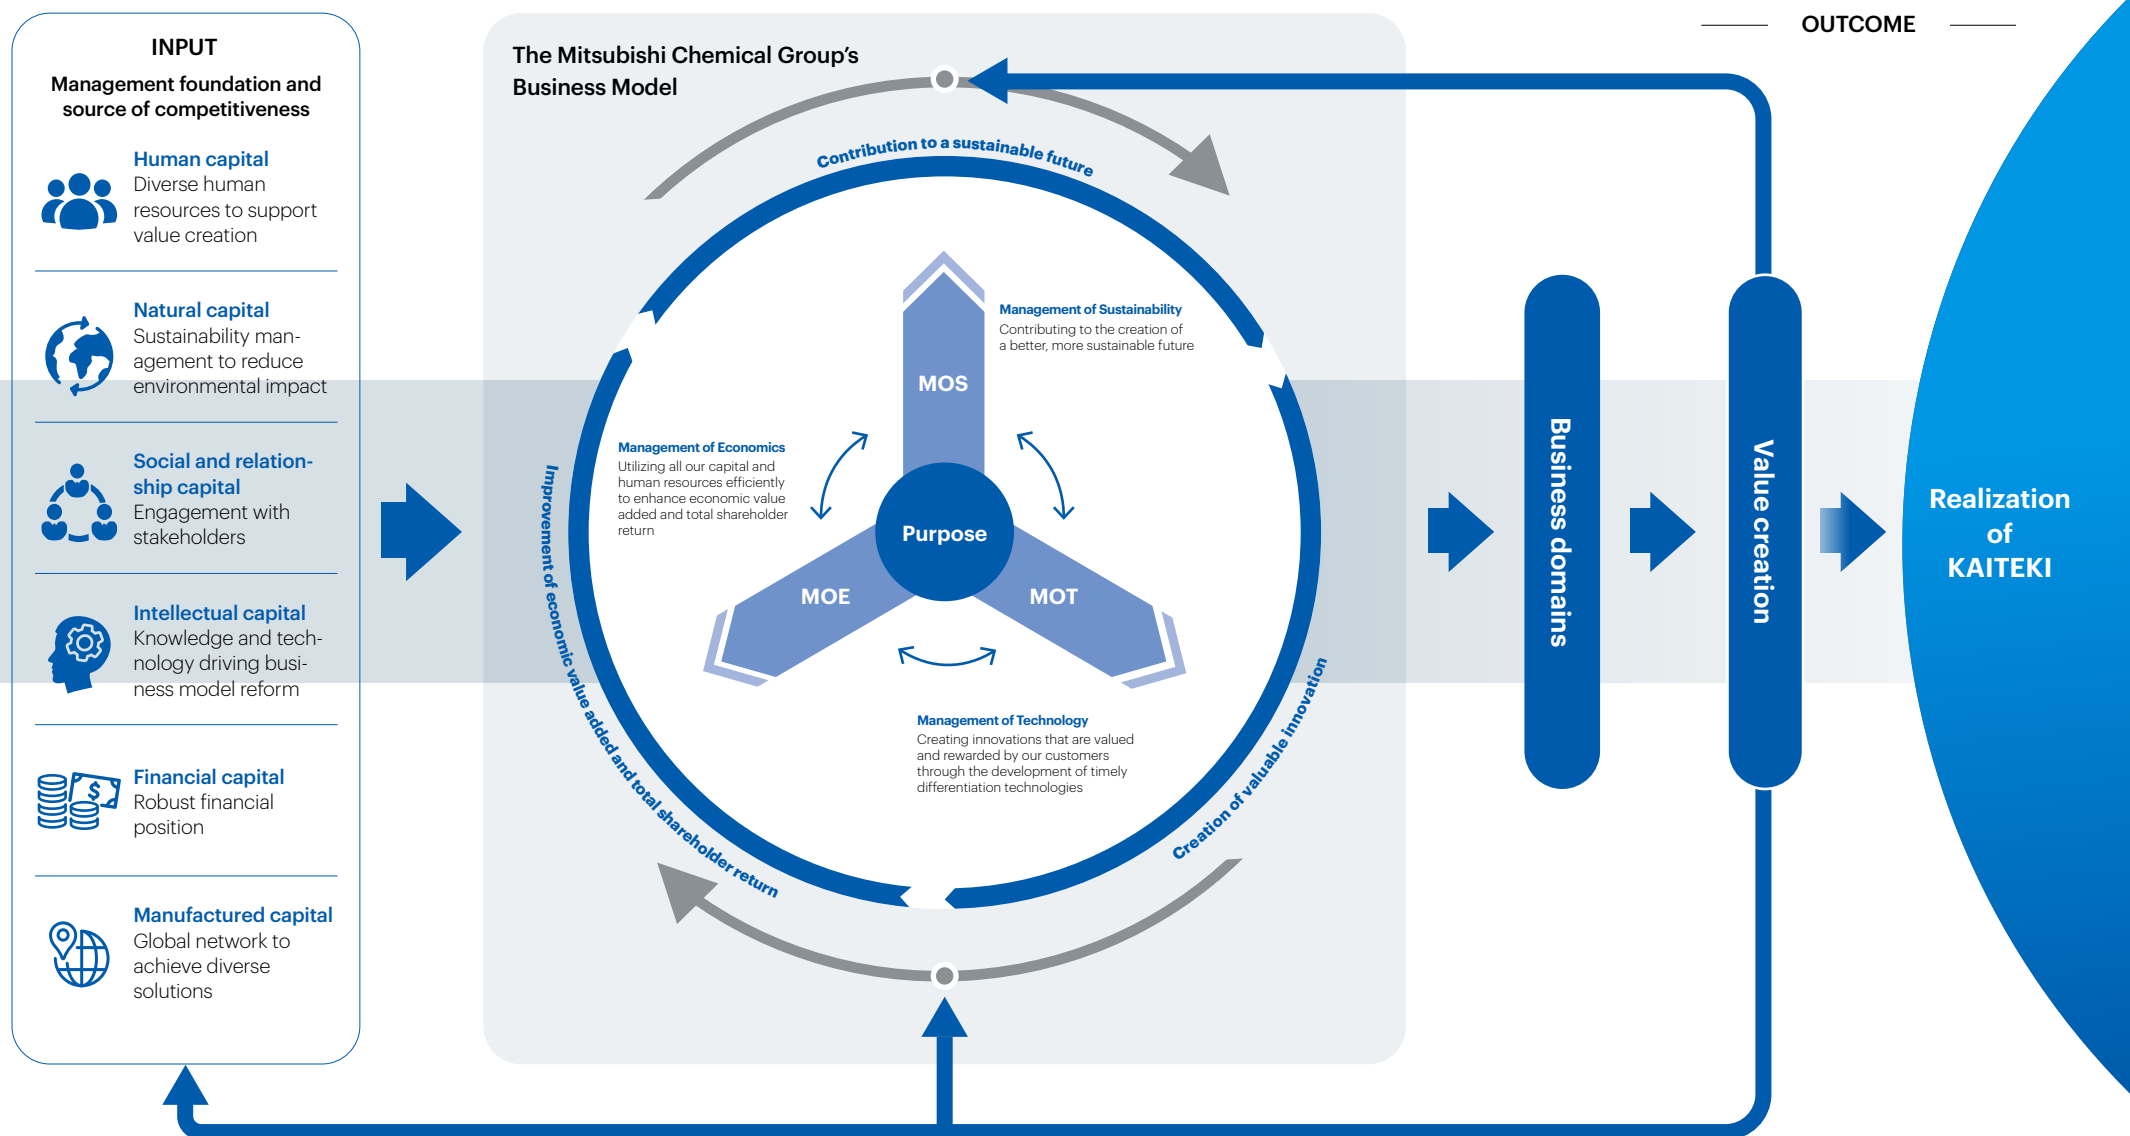 INPUT
Management foundation and
source of competitiveness
Human capital
Diverse human
resources to support
value creation
Natural capital
Sustainability man-
agement to reduce
environmental impact
Social and relation-
ship capital
Engagement with
stakeholders
Intellectual capital
Knowledge and tech-
nology driving busi-
ness model reform
Financial capital
Robust financial
position
$
Manufactured capital
Global network to
achieve diverse
solutions
The Mitsubishi Chemical Group’s
Business Model
Contribution to a sustainable future
Management of Sustainability
Contributing to the creation of
a better, more sustainable future
MOS
Management of Economics
Utilizing all our capital and
human resources efficiently
to enhance economic value
added and total shareholder
return
Purpose
MOE
MOT
Management of Technology
Creating innovations that are valued
and rewarded by our customers
through the development of timely
differentiation technologies
Improvement of economic value added and total shareholder return
Creation of valuable innovation
Business domains
Value creation
OUTCOME
Realization
of
KAITEKI